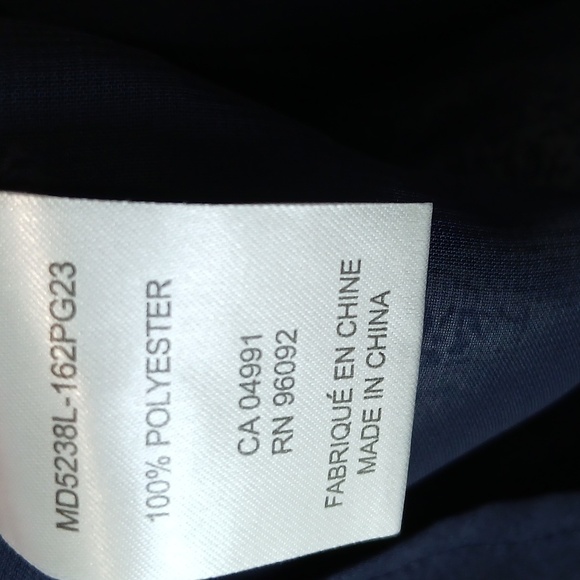 MD5238L-162PG23
100% POLYESTER
CA 04991
RN 96092
FABRIQUÉ EN CHINE
MADE IN CHINA